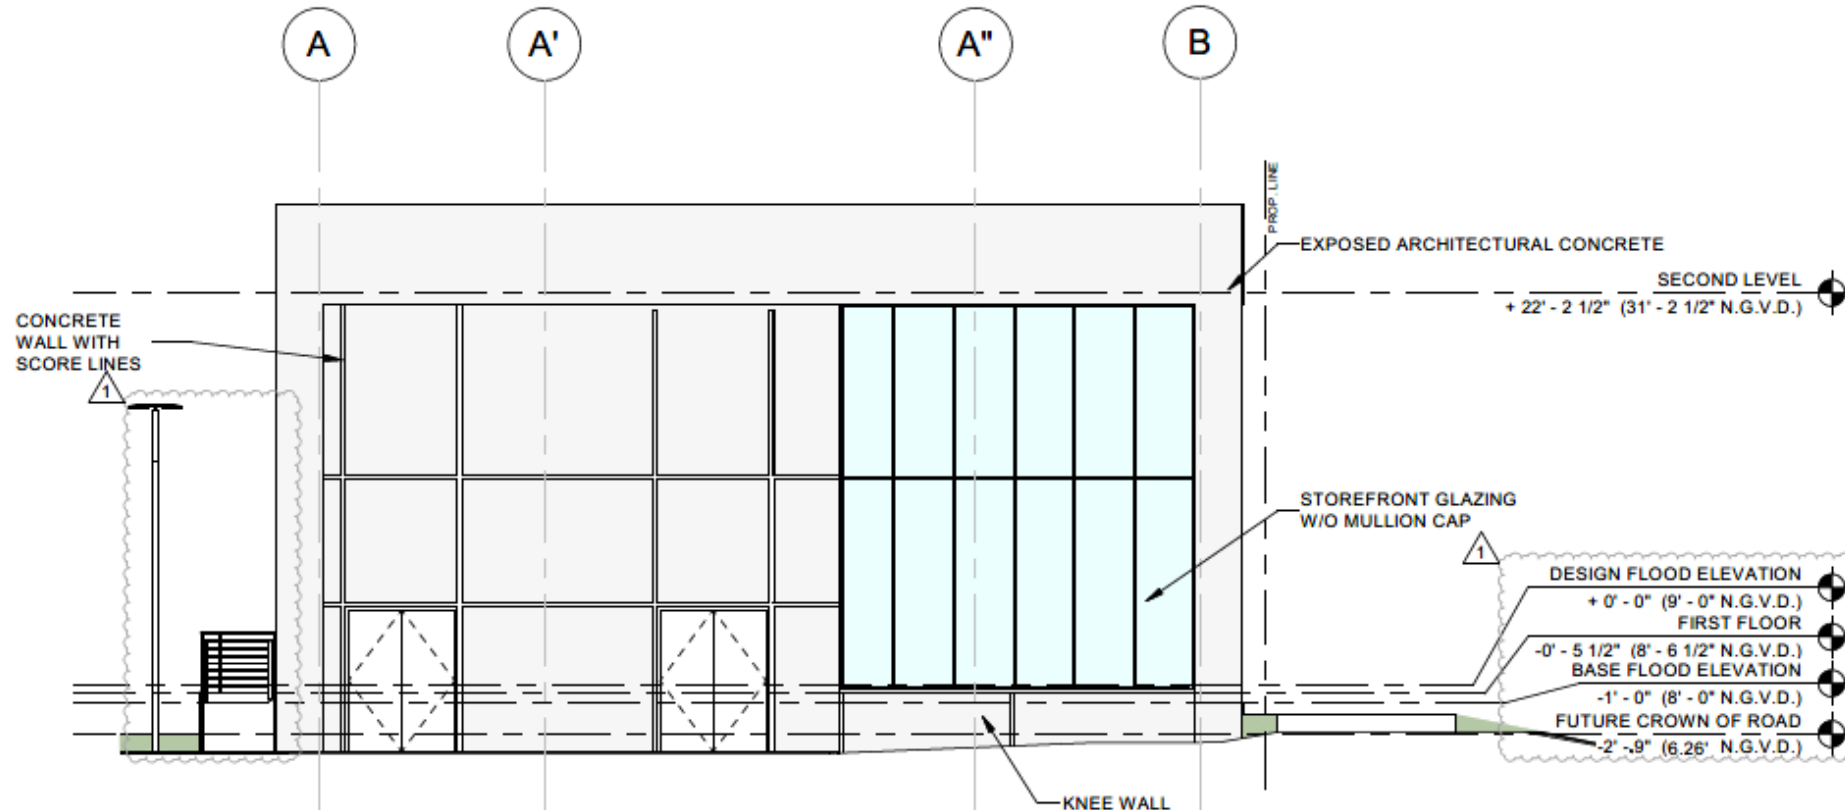 A
A'
A"
B
PROP. LINE
EXPOSED ARCHITECTURAL CONCRETE
SECOND LEVEL
+ 22' - 2 1/2" (31' - 2 1/2" N.G.V.D.)
CONCRETE
WALL WITH
SCORE LINES
1
STOREFRONT GLAZING
W/O MULLION CAP
1
DESIGN FLOOD ELEVATION
+ 0' - 0" (9' - 0" N.G.V.D.)
FIRST FLOOR
-0' - 5 1/2" (8' - 6 1/2" N.G.V.D.)
BASE FLOOD ELEVATION
-1' - 0" (8' - 0" N.G.V.D.)
FUTURE CROWN OF ROAD
-2' -.9" (6.26' N.G.V.D.)
KNEE WALL